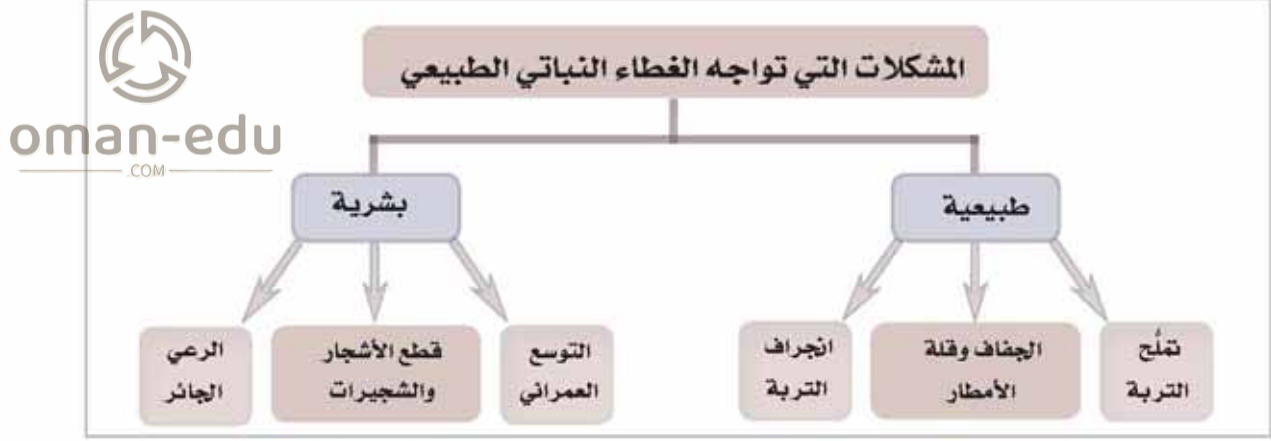 oman-edu
.COM
المشكلات التي تواجه الغطاء النباتي الطبيعي
طبيعية
بشرية
تملُّح
التربة
الجفاف وقلة
الأمطار
انجراف
التربة
التوسع
العمراني
قطع الأشجار
والشجيرات
الرعي
الجائر